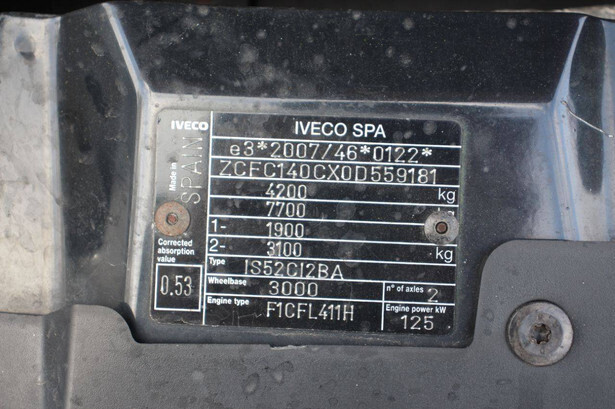 IVECO
IVECO SPA
Made in
SPAIN
e3*2007/46*0122*
ZCFC140CX0D559181
4200 kg
7700
1- 1900
2- 3100 kg
Corrected
absorption
value
0.53
Type IS52CI2BA
Wheelbase 3000
n° of axles 2
Engine type F1CFL411H
Engine power kW
125